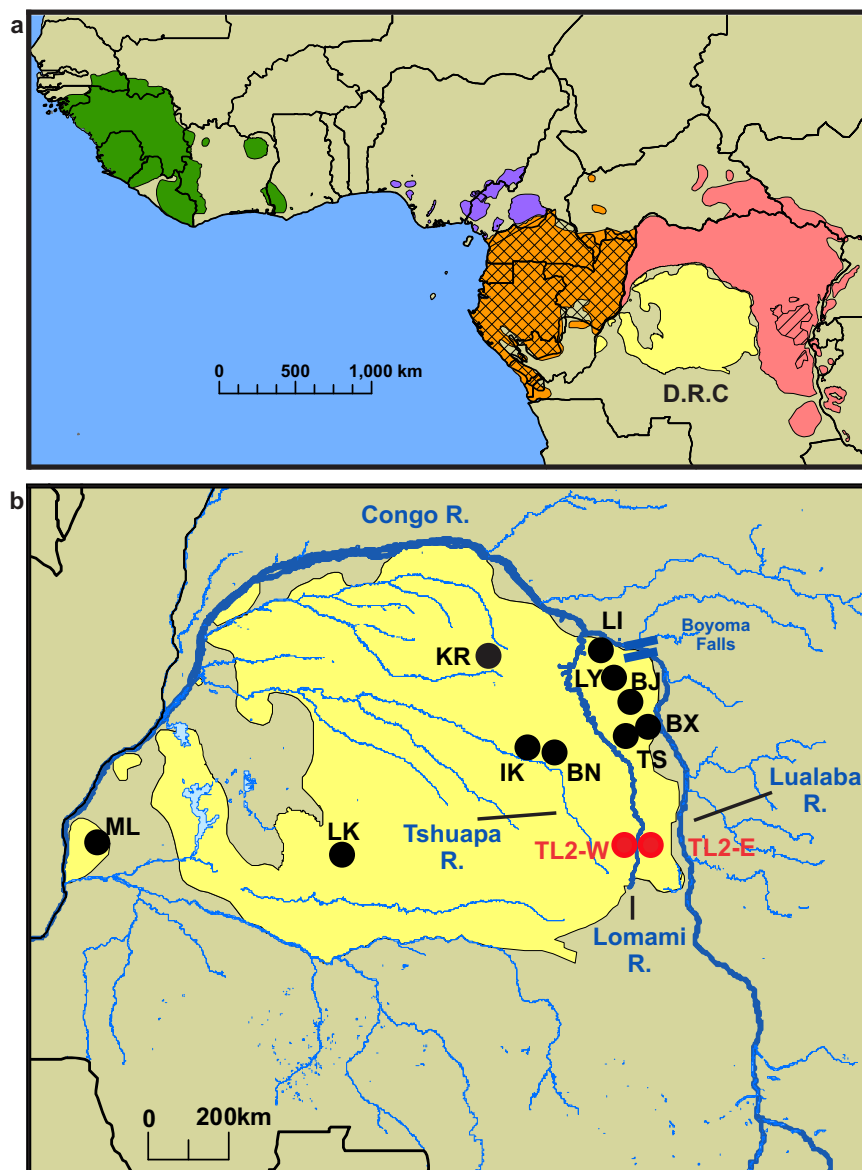 a
0 500 1,000 km
D.R.C
b
Congo R.
LI
Boyoma
Falls
KR
LY
BJ
BX
TS
IK
BN
Lualaba
R.
Tshuapa
R.
ML
LK
TL2-W
TL2-E
Lomami
R.
0 200km